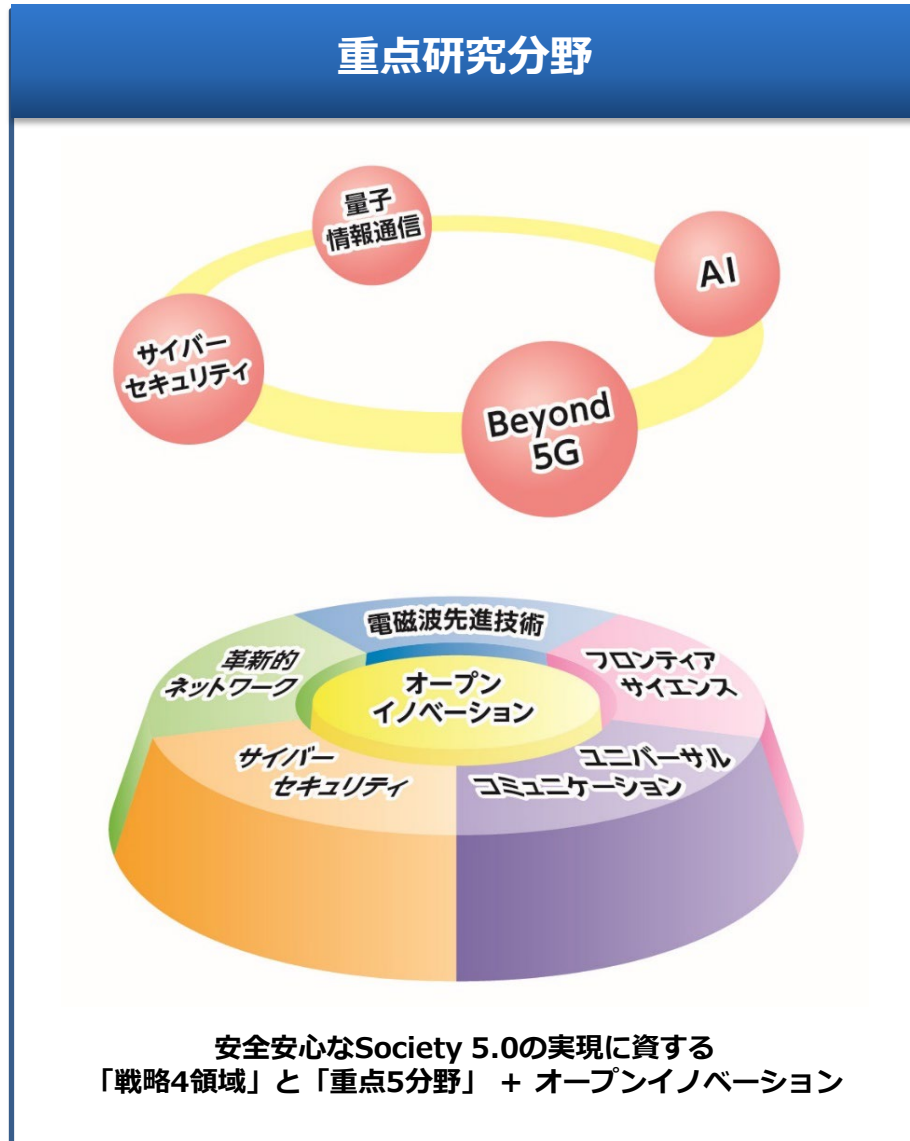 重点研究分野
量子
情報通信
AI
サイバー
セキュリティ
Beyond
5G
電磁波先進技術
革新的
ネットワーク
フロンティア
サイエンス
オープン
イノベーション
サイバー
セキュリティ
ユニバーサル
コミュニケーション
安全安心なSociety 5.0の実現に資する
「戦略4領域」と「重点5分野」 + オープンイノベーション